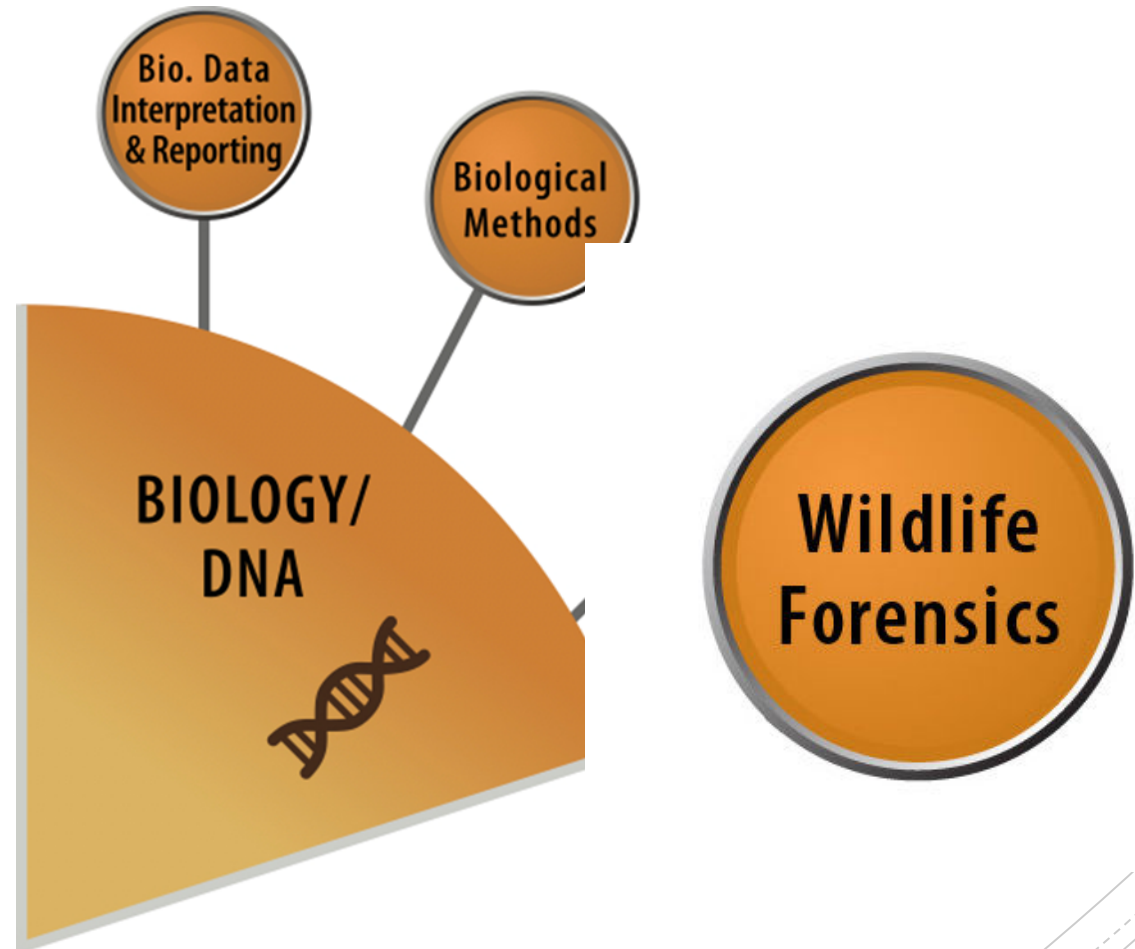 Bio. Data
Interpretation
& Reporting
Biological
Methods
BIOLOGY/
DNA
Wildlife
Forensics